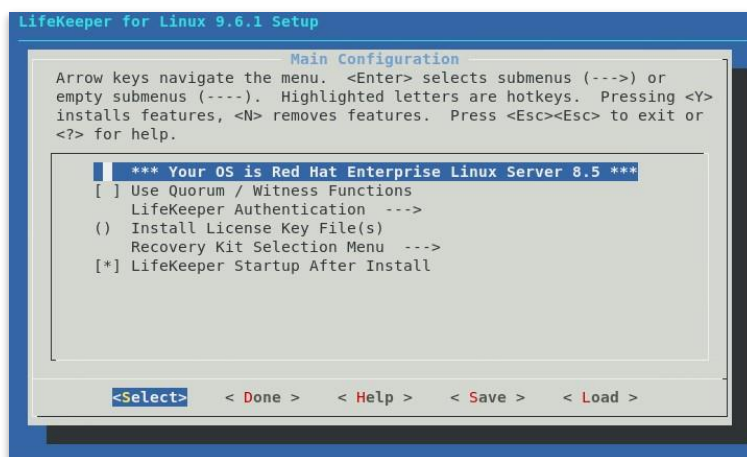 LifeKeeper for Linux 9.6.1 Setup
Main Configuration
Arrow keys navigate the menu. <Enter> selects submenus (--->) or
empty submenus (----). Highlighted letters are hotkeys. Pressing <Y>
installs features, <N> removes features. Press <Esc><Esc> to exit or
<?> for help.
*** Your OS is Red Hat Enterprise Linux Server 8.5 ***
[ ] Use Quorum / Witness Functions
LifeKeeper Authentication --->
() Install License Key File(s)
Recovery Kit Selection Menu --->
[*] LifeKeeper Startup After Install
<Select> < Done > < Help > < Save > < Load >